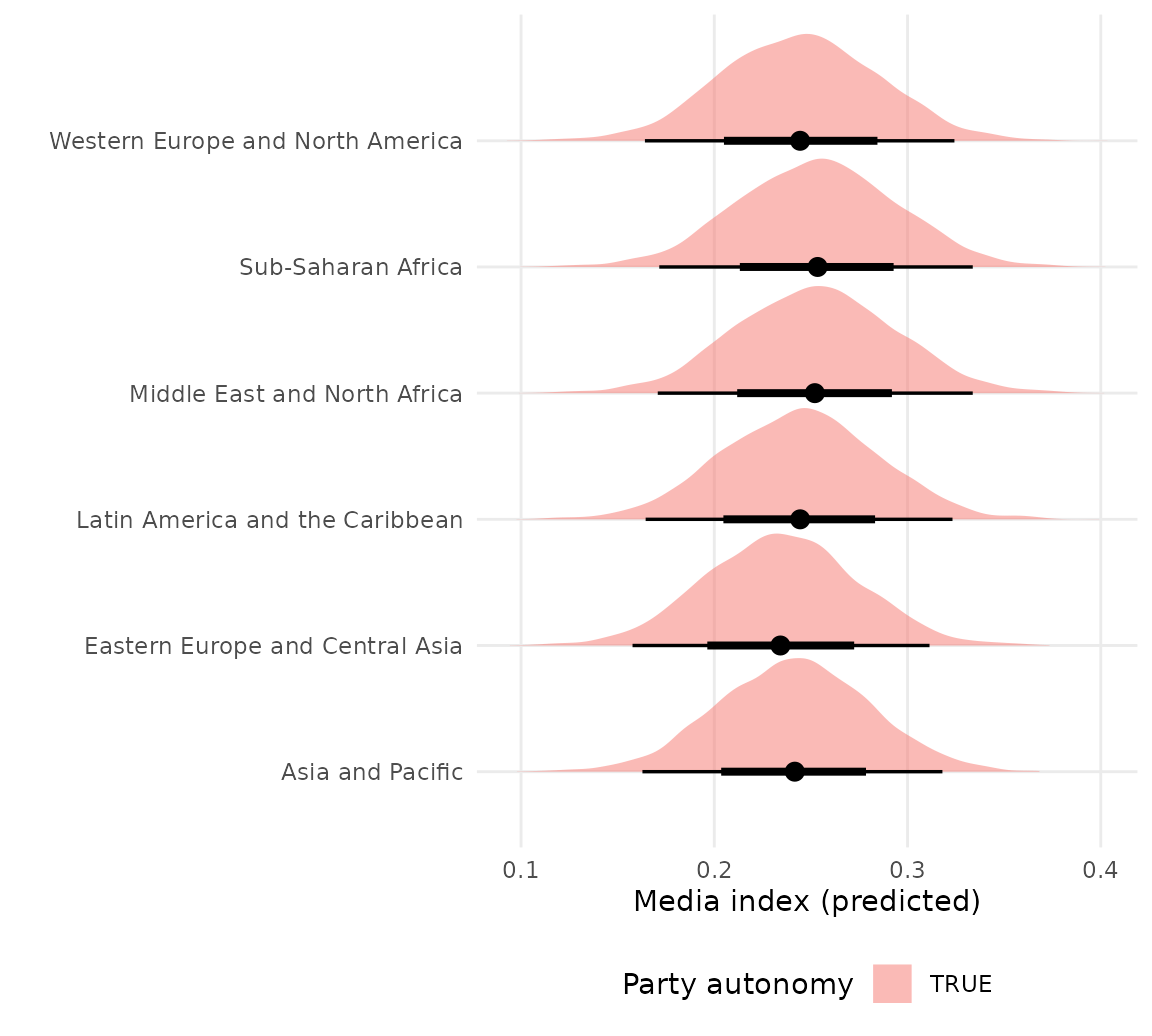 Western Europe and North America
Sub-Saharan Africa
Middle East and North Africa
Latin America and the Caribbean
Eastern Europe and Central Asia
Asia and Pacific
0.1 0.2 0.3 0.4
Media index (predicted)
Party autonomy TRUE